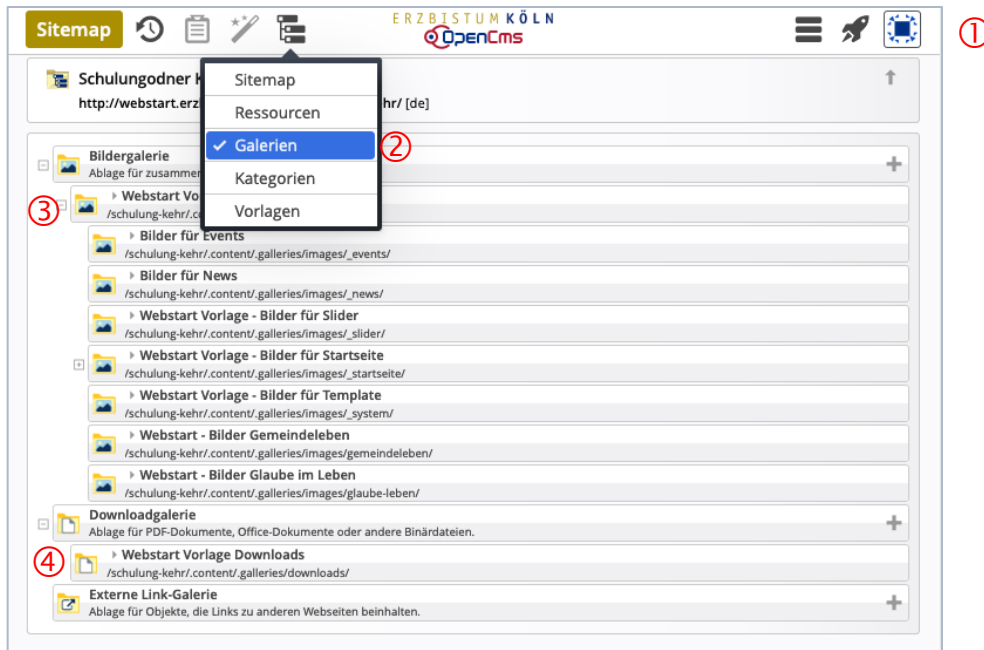 Sitemap
ERZBISTUM KÖLN
OpenCms
①
Schulungodner K
http://webstart.erz hr/ [de]
Sitemap
Ressourcen
✓ Galerien
②
Kategorien
Vorlagen
Bildergalerie
Ablage für zusammen
③
Webstart Vo
/schulung-kehr/.c
Bilder für Events
/schulung-kehr/.content/.galleries/images/_events/
Bilder für News
/schulung-kehr/.content/.galleries/images/_news/
Webstart Vorlage - Bilder für Slider
/schulung-kehr/.content/.galleries/images/_slider/
Webstart Vorlage - Bilder für Startseite
/schulung-kehr/.content/.galleries/images/_startseite/
Webstart Vorlage - Bilder für Template
/schulung-kehr/.content/.galleries/images/_system/
Webstart - Bilder Gemeindeleben
/schulung-kehr/.content/.galleries/images/gemeindeleben/
Webstart - Bilder Glaube im Leben
/schulung-kehr/.content/.galleries/images/glaube-leben/
Downloadgalerie
Ablage für PDF-Dokumente, Office-Dokumente oder andere Binärdateien.
④
Webstart Vorlage Downloads
/schulung-kehr/.content/.galleries/downloads/
Externe Link-Galerie
Ablage für Objekte, die Links zu anderen Webseiten beinhalten.